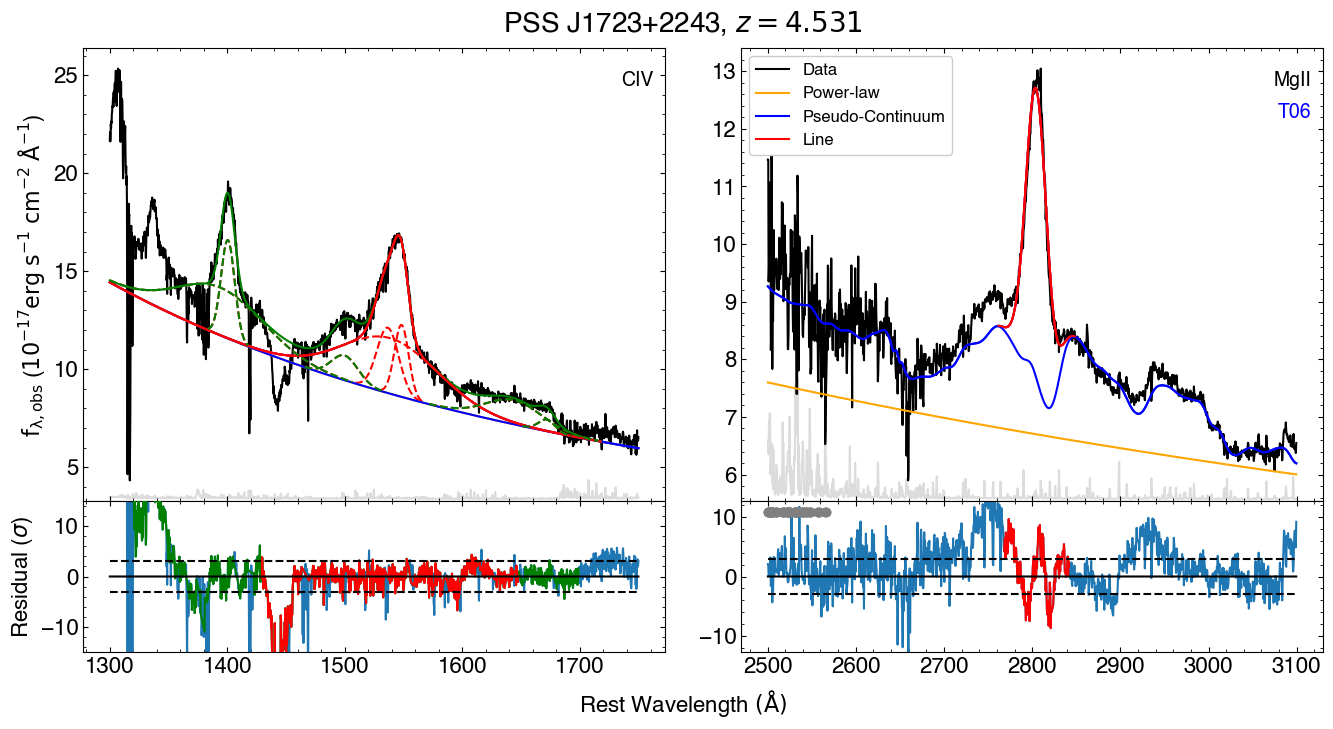 PSS J1723+2243, z = 4.531
CIV
25
20
15
10
5
f_λ,obs (10⁻¹⁷erg s⁻¹ cm⁻² Å⁻¹)
Data
Power-law
Pseudo-Continuum
Line
MgII
T06
13
12
11
10
9
8
7
6
Residual (σ)
10
0
−10
1300 1400 1500 1600 1700
10
0
−10
2500 2600 2700 2800 2900 3000 3100
Rest Wavelength (Å)